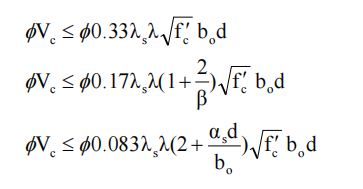 ϕV_c ≤ ϕ0.33λ_sλ√f′_c b_od
ϕV_c ≤ ϕ0.17λ_sλ(1+2/β)√f′_c b_od
ϕV_c ≤ ϕ0.083λ_sλ(2+α_sd/b_o)√f′_c b_od